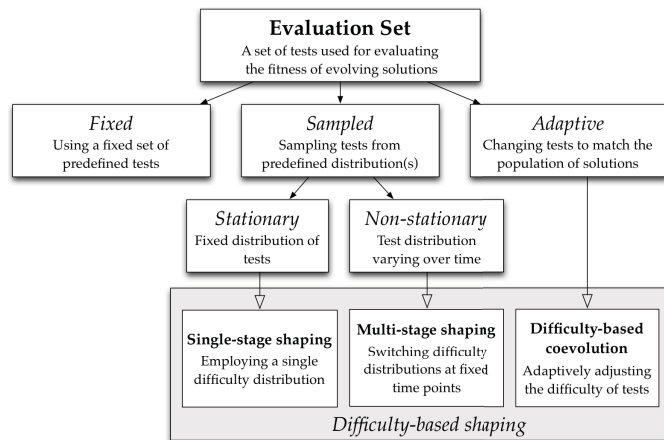 Evaluation Set
A set of tests used for evaluating
the fitness of evolving solutions
Fixed
Using a fixed set of
predefined tests
Sampled
Sampling tests from
predefined distribution(s)
Adaptive
Changing tests to match the
population of solutions
Stationary
Fixed distribution of
tests
Non-stationary
Test distribution
varying over time
Single-stage shaping
Employing a single
difficulty distribution
Multi-stage shaping
Switching difficulty
distributions at fixed
time points
Difficulty-based
coevolution
Adaptively adjusting
the difficulty of tests
Difficulty-based shaping